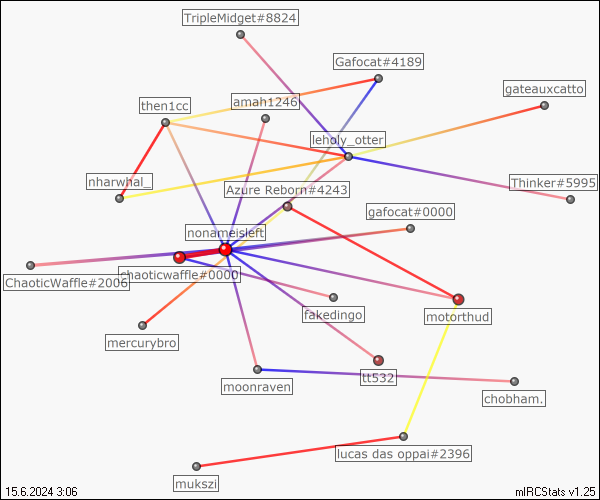 TripleMidget#8824
Gafocat#4189
gateauxcatto
then1cc
amah1246
leholy_otter
nharwhal_
Azure Reborn#4243
Thinker#5995
gafocat#0000
nonameisleft
chaoticwaffle#0000
ChaoticWaffle#2006
fakedingo
motorthud
mercurybro
tt532
moonraven
chobham.
lucas das oppai#2396
mukszi
15.6.2024 3:06
mIRCStats v1.25